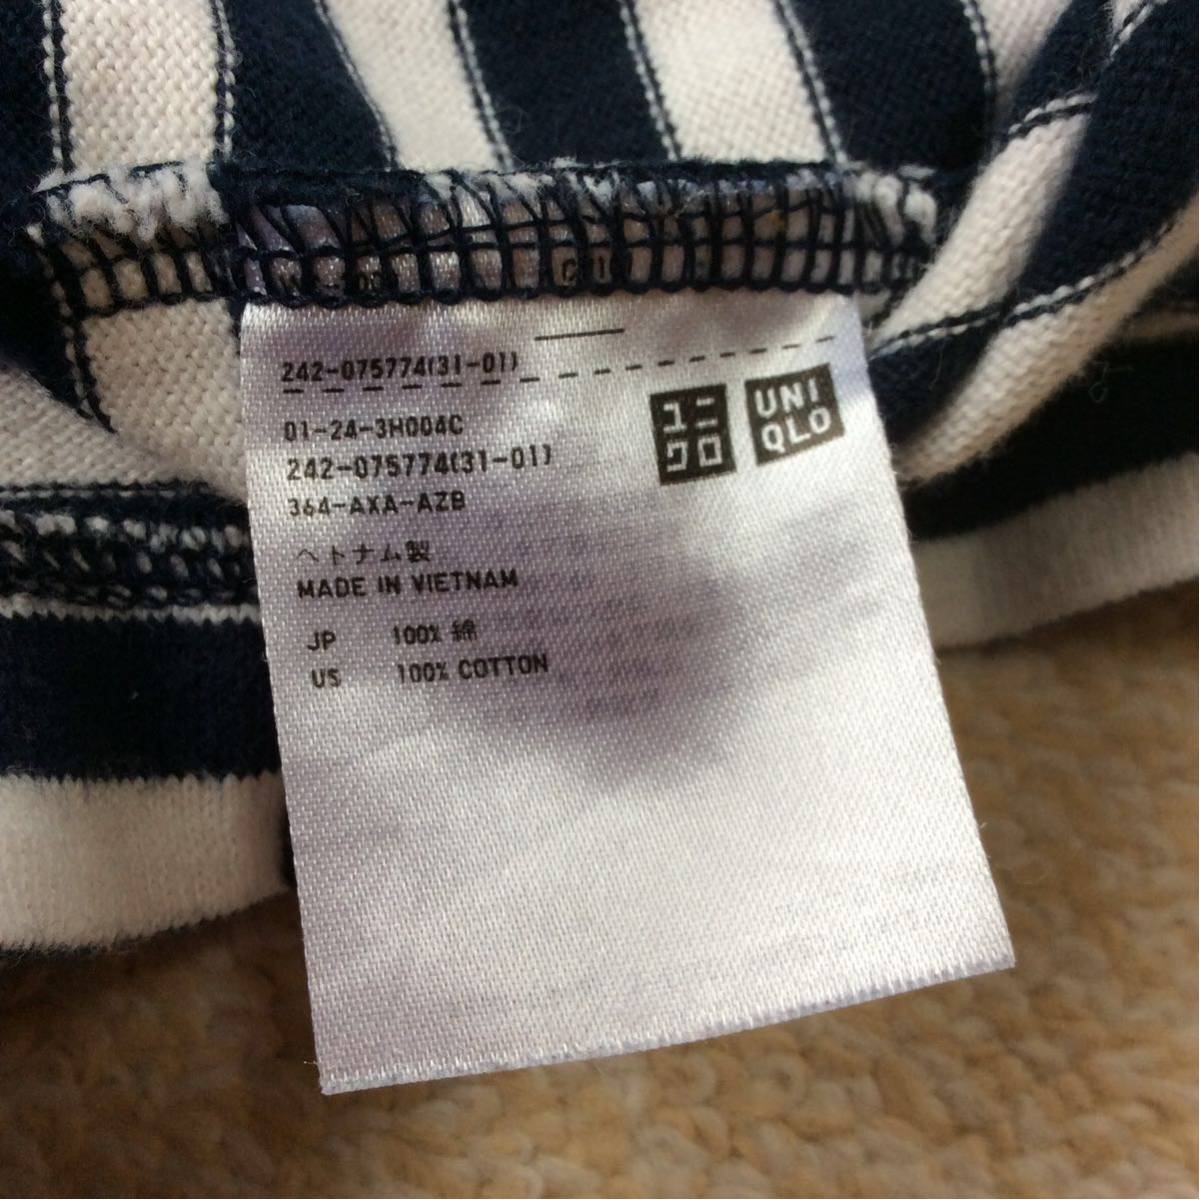 242-075774(31-01)
01-24-3H004C
242-075774(31-01)
364-AXA-AZB
ユニ
クロ
UNI
QLO
ベトナム製
MADE IN VIETNAM
JP 100% 綿
US 100% COTTON